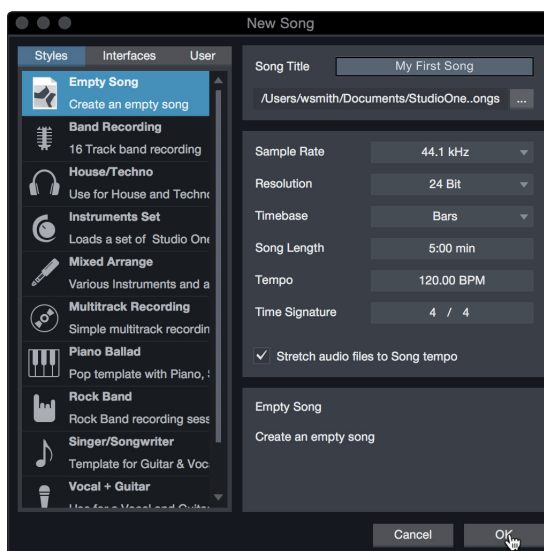 New Song
Styles
Interfaces
User
Empty Song
Create an empty song
Band Recording
16 Track band recording
House/Techno
Use for House and Techno
Instruments Set
Loads a set of Studio One
Mixed Arrange
Various Instruments and a
Multitrack Recording
Simple multitrack recordin
Piano Ballad
Pop template with Piano,
Rock Band
Rock Band recording sess
Singer/Songwriter
Template for Guitar & Voc
Vocal + Guitar
Song Title
My First Song
/Users/wsmith/Documents/StudioOne..ongs
...
Sample Rate
44.1 kHz
Resolution
24 Bit
Timebase
Bars
Song Length
5:00 min
Tempo
120.00 BPM
Time Signature
4 / 4
Stretch audio files to Song tempo
Empty Song
Create an empty song
Cancel
OK